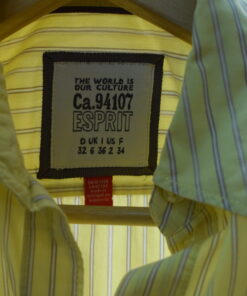 THE WORLD IS
OUR CULTURE
Ca.94107
ESPRIT
D UK I US F
32 6 36 2 34